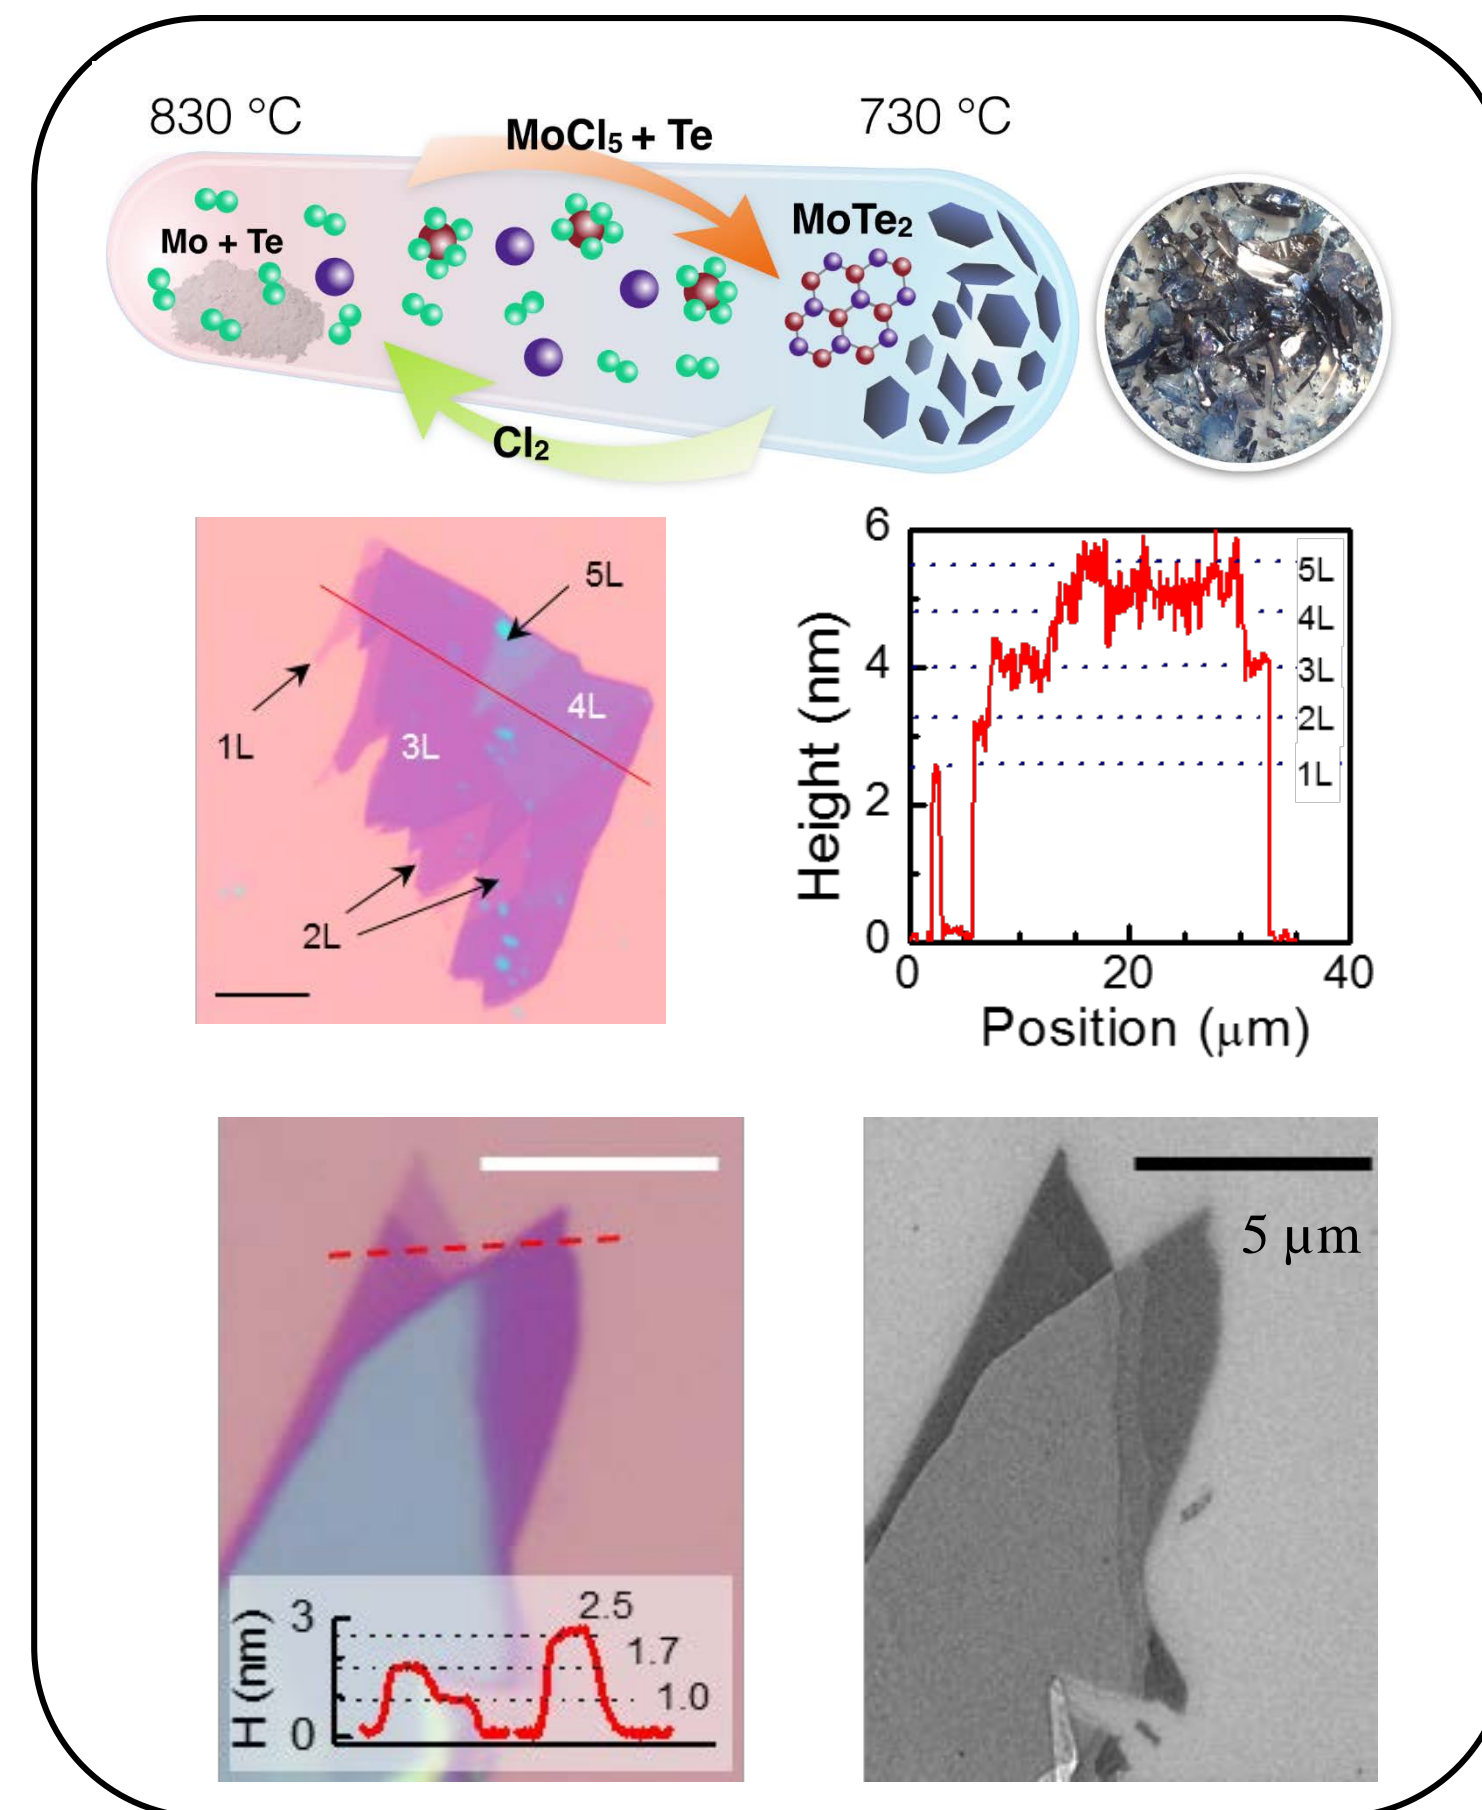 830 °C
730 °C
MoCl₅ + Te
Mo + Te
MoTe₂
Cl₂
5L
4L
3L
1L
2L
6
4
2
0
Height (nm)
5L
4L
3L
2L
1L
0
20
40
Position (μm)
H (nm)
3
0
2.5
1.7
1.0
5 μm